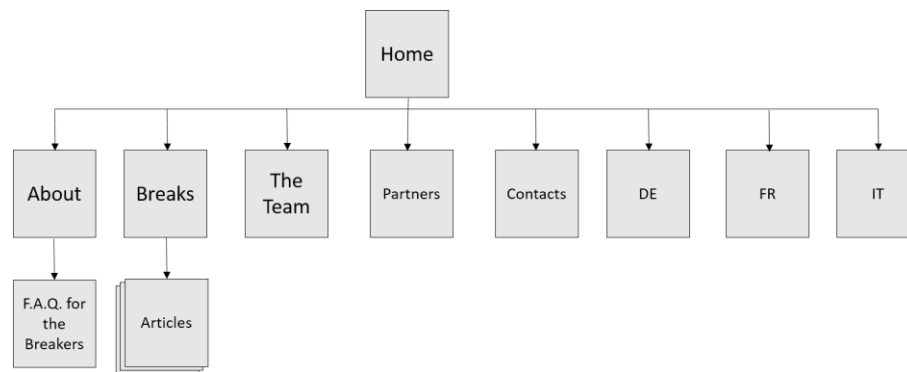 Home
About
Breaks
The
Team
Partners
Contacts
DE
FR
IT
F.A.Q. for
the
Breakers
Articles